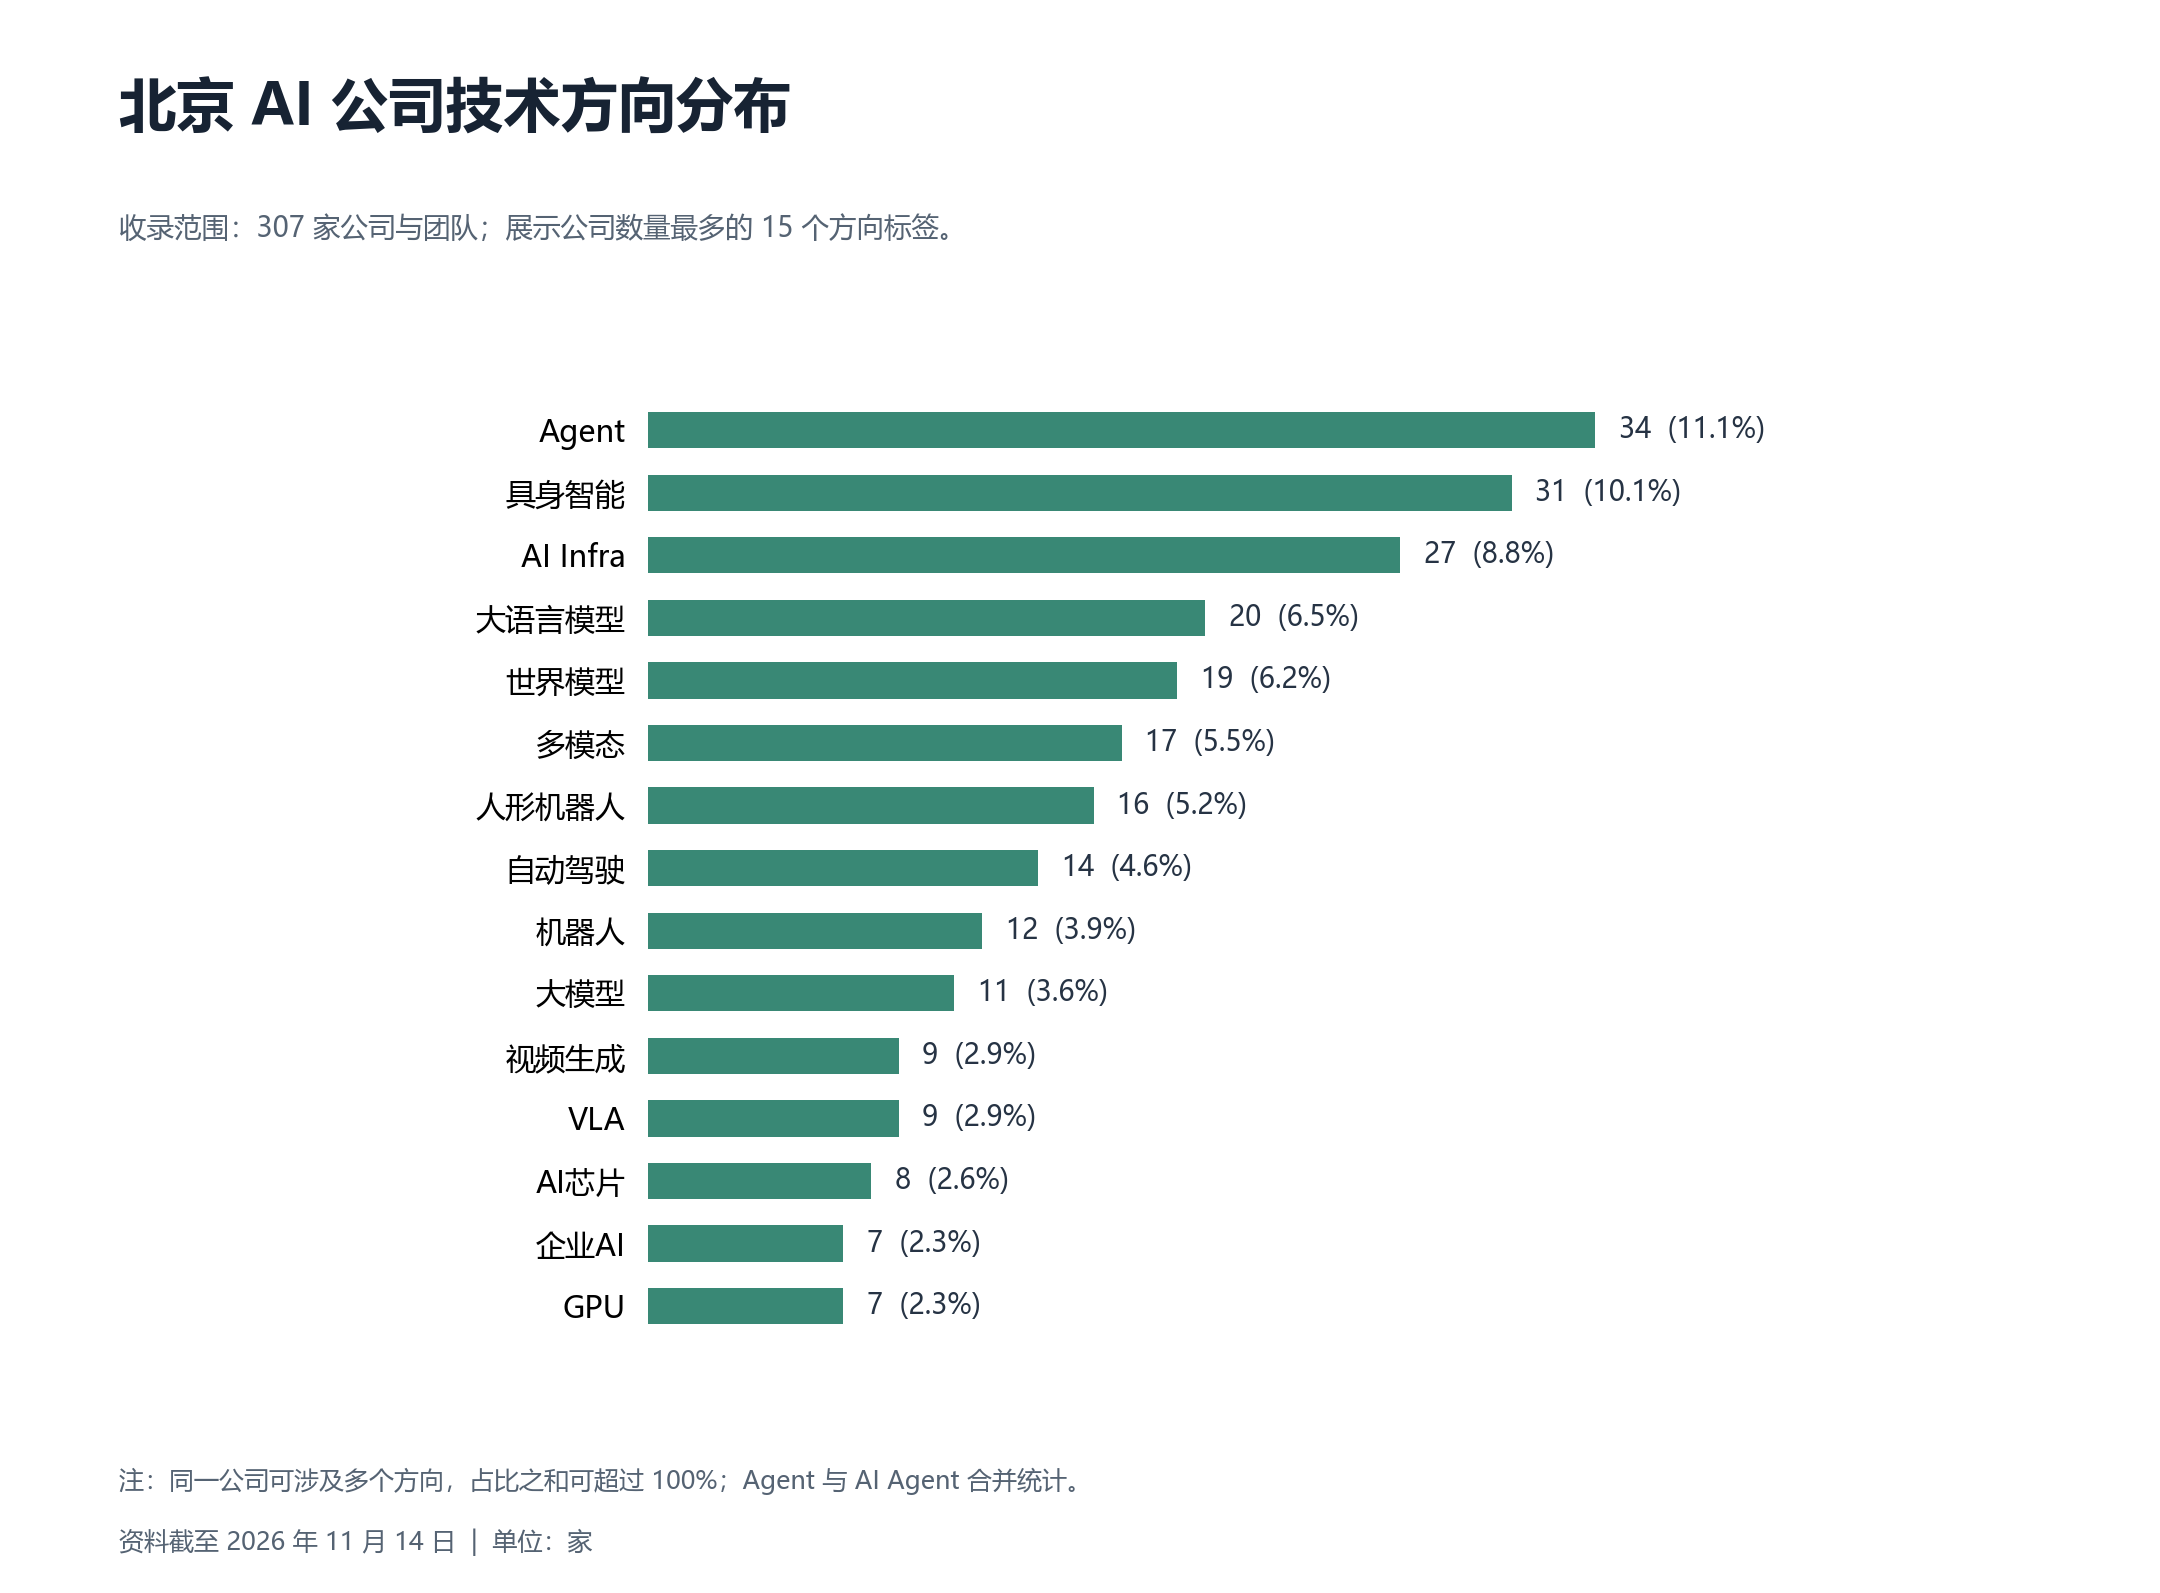 北京 AI 公司技术方向分布
收录范围：307 家公司与团队；展示公司数量最多的 15 个方向标签。
Agent 34 (11.1%)
具身智能 31 (10.1%)
AI Infra 27 (8.8%)
大语言模型 20 (6.5%)
世界模型 19 (6.2%)
多模态 17 (5.5%)
人形机器人 16 (5.2%)
自动驾驶 14 (4.6%)
机器人 12 (3.9%)
大模型 11 (3.6%)
视频生成 9 (2.9%)
VLA 9 (2.9%)
AI芯片 8 (2.6%)
企业AI 7 (2.3%)
GPU 7 (2.3%)
注：同一公司可涉及多个方向，占比之和可超过 100%；Agent 与 AI Agent 合并统计。
资料截至 2026 年 11 月 14 日 | 单位：家